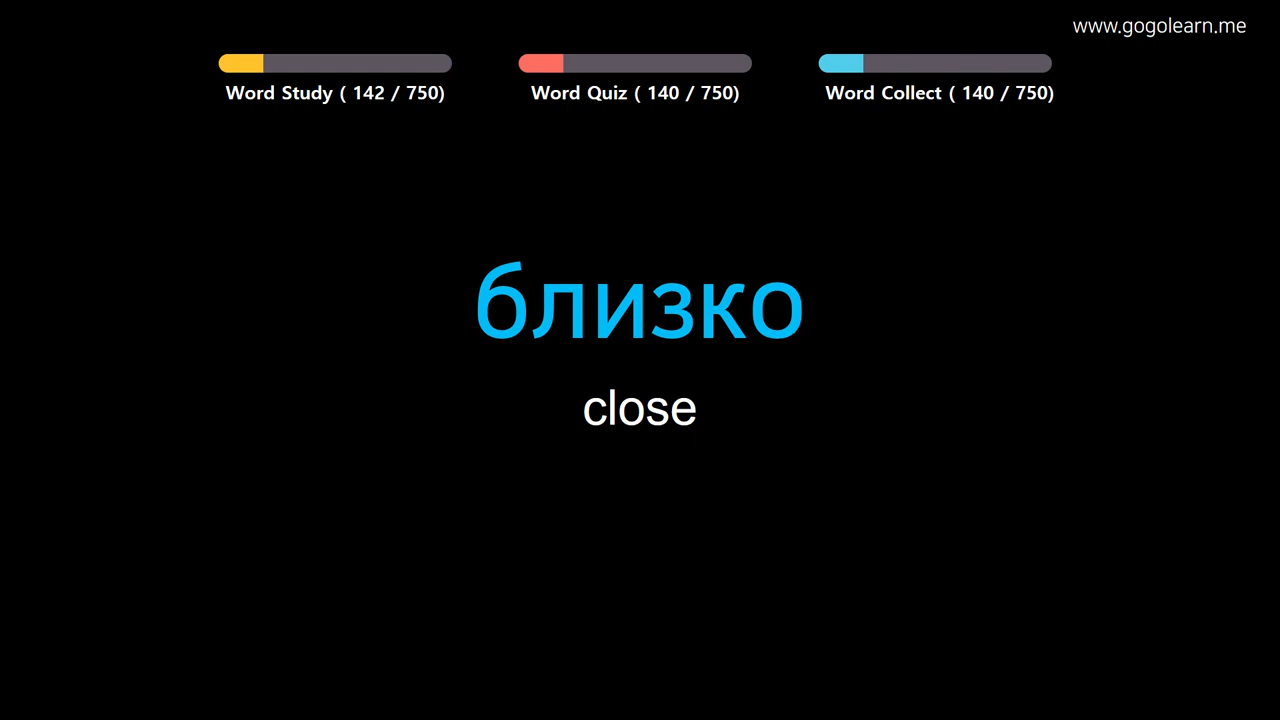 www.gogolearn.me
Word Study ( 142 / 750)
Word Quiz ( 140 / 750)
Word Collect ( 140 / 750)
близко
close